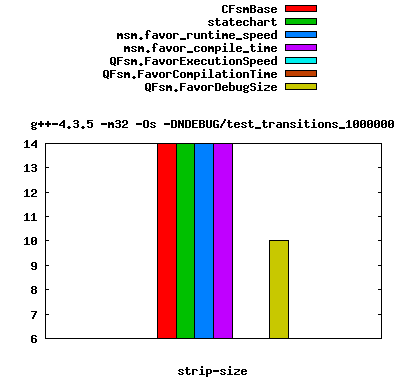 CFsmBase
statechart
msm.favor_runtime_speed
msm.favor_compile_time
QFsm.FavorExecutionSpeed
QFsm.FavorCompilationTime
QFsm.FavorDebugSize
g++-4.3.5 -m32 -Os -DNDEBUG/test_transitions_1000000
14
13
12
11
10
9
8
7
6
strip-size